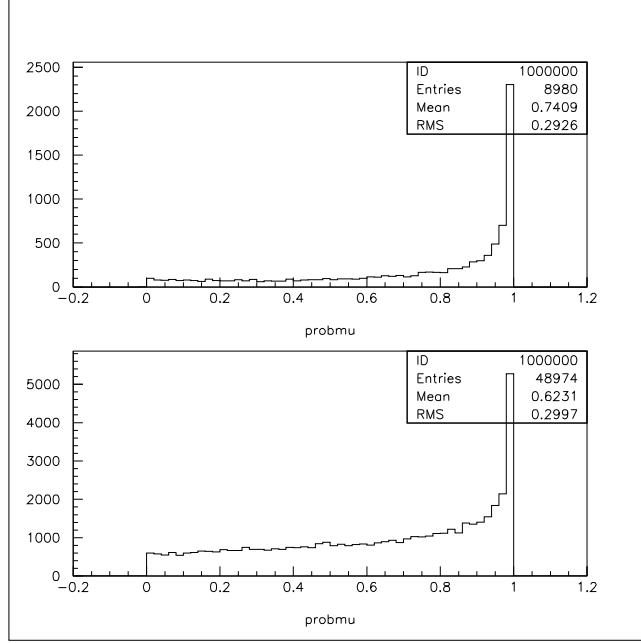 ID 1000000
Entries 8980
Mean 0.7409
RMS 0.2926
2500
2000
1500
1000
500
0
-0.2 0 0.2 0.4 0.6 0.8 1 1.2
probmu
ID 1000000
Entries 48974
Mean 0.6231
RMS 0.2997
5000
4000
3000
2000
1000
0
-0.2 0 0.2 0.4 0.6 0.8 1 1.2
probmu